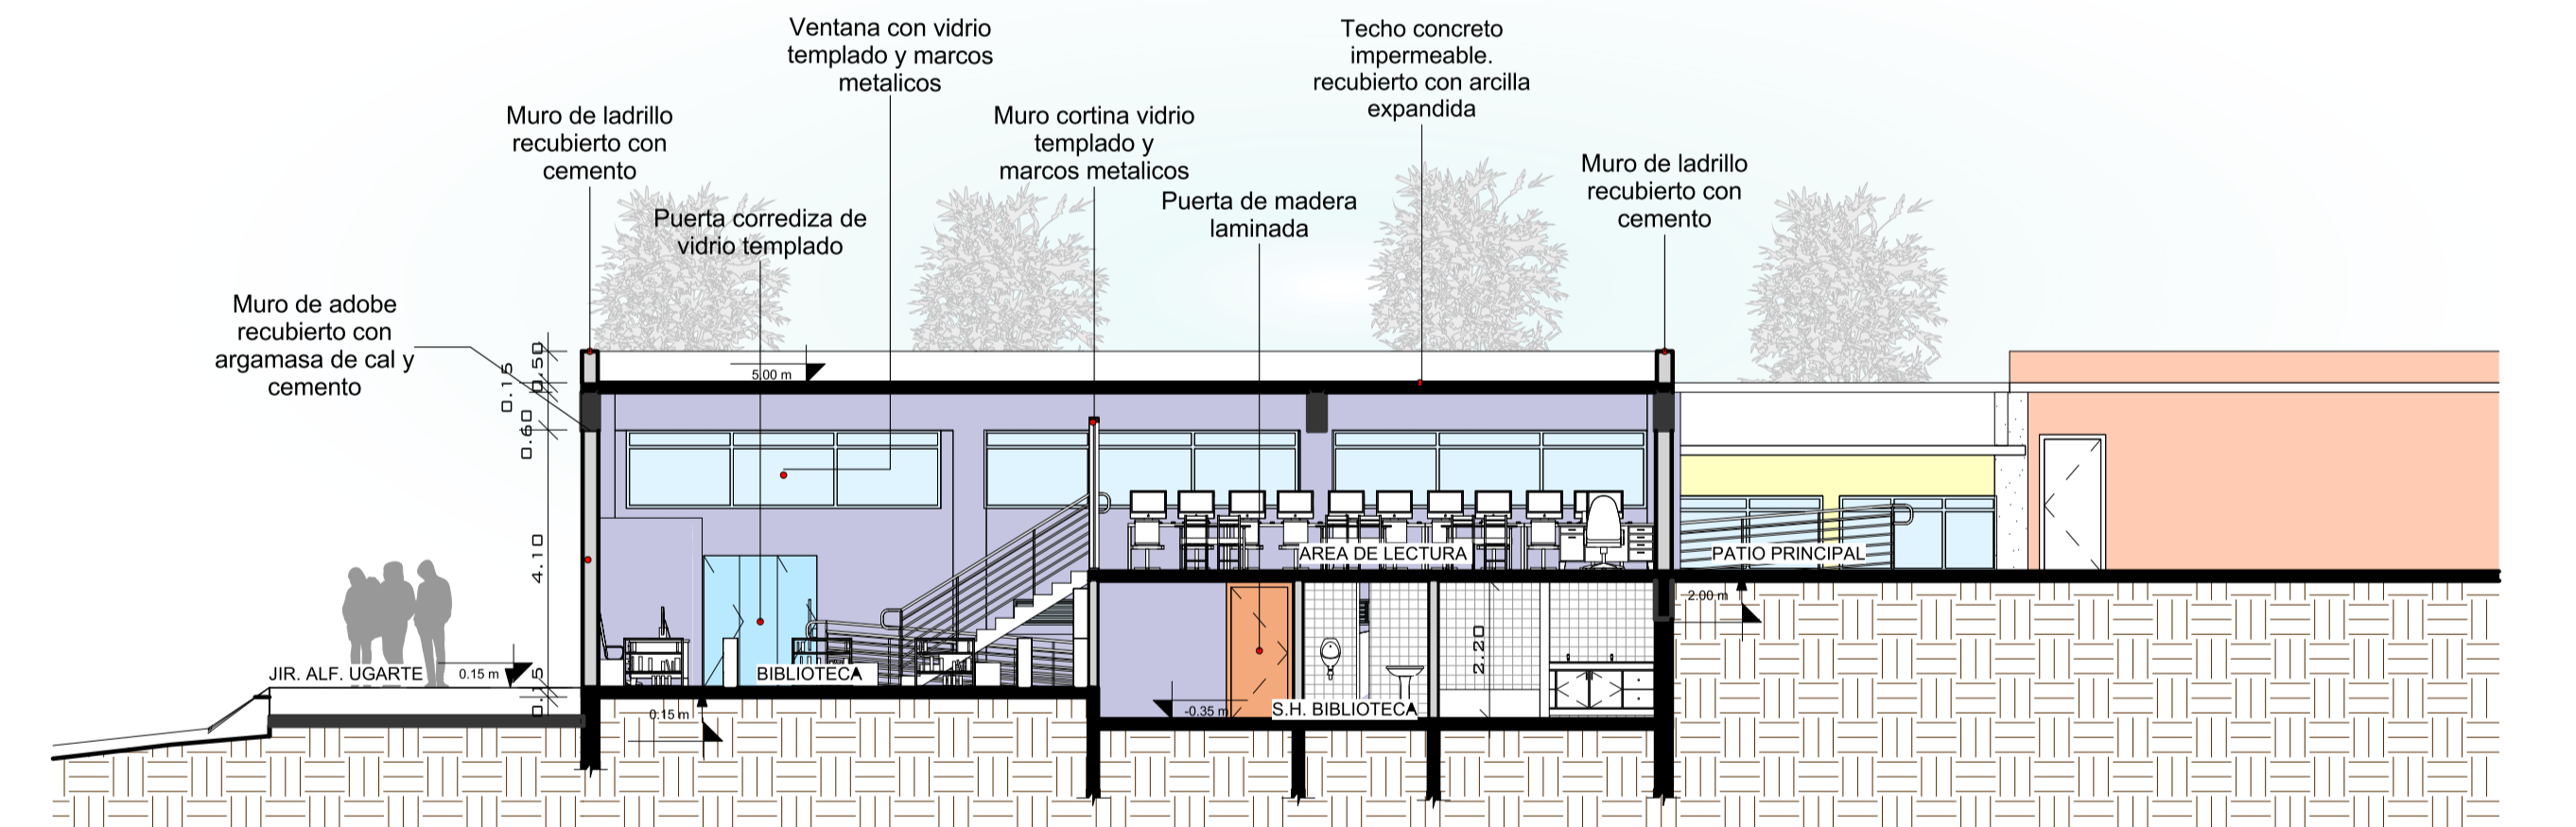 Ventana con vidrio
templado y marcos
metalicos
Techo concreto
impermeable.
recubierto con arcilla
expandida
Muro de ladrillo
recubierto con
cemento
Muro cortina vidrio
templado y
marcos metalicos
Muro de ladrillo
recubierto con
cemento
Puerta corrediza de
vidrio templado
Puerta de madera
laminada
Muro de adobe
recubierto con
argamasa de cal y
cemento
0.50
0.15
0.60
4.10
0.15
5.00 m
AREA DE LECTURA
PATIO PRINCIPAL
2.00 m
JIR. ALF. UGARTE
0.15 m
BIBLIOTECA
0.15 m
2.20
-0.35 m
S.H. BIBLIOTECA